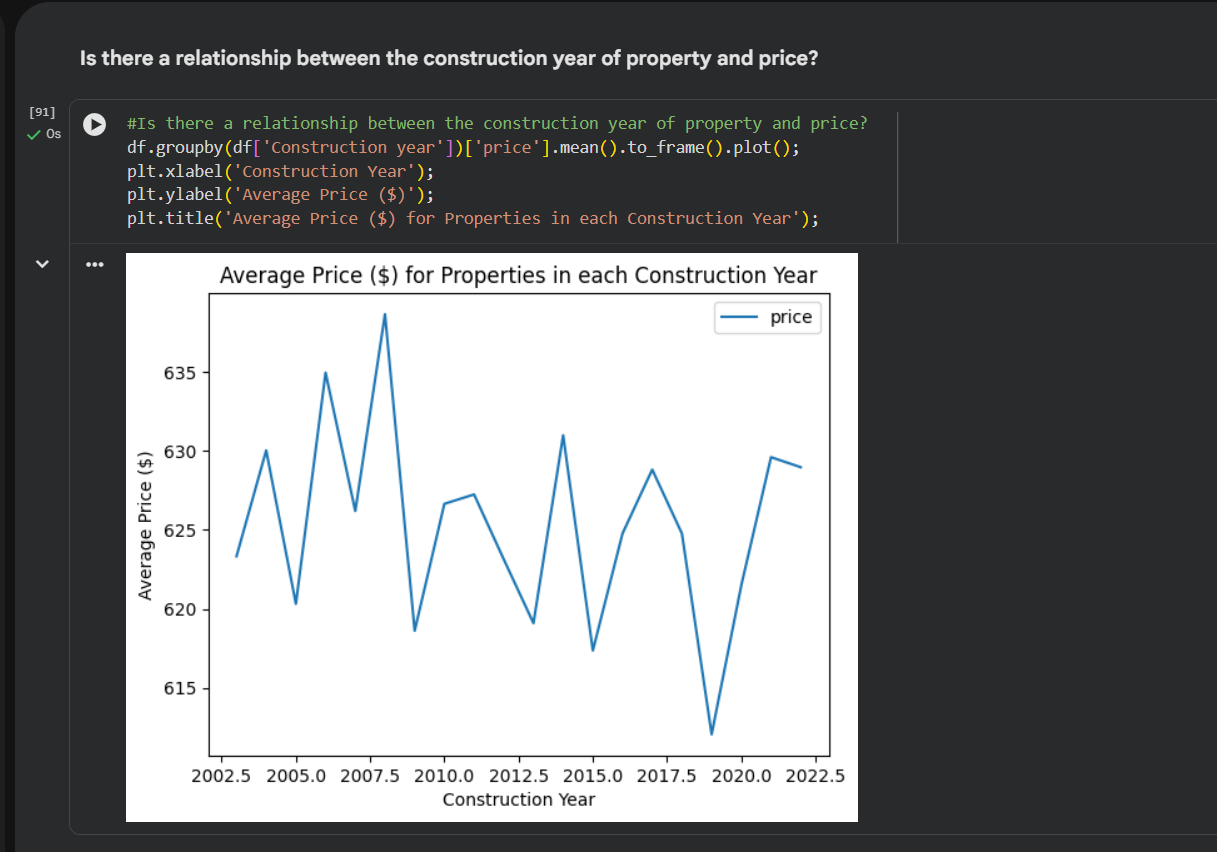 Is there a relationship between the construction year of property and price?
[91]
0s
#Is there a relationship between the construction year of property and price?
df.groupby(df['Construction year'])['price'].mean().to_frame().plot();
plt.xlabel('Construction Year');
plt.ylabel('Average Price ($)');
plt.title('Average Price ($) for Properties in each Construction Year');
Average Price ($) for Properties in each Construction Year
price
635
630
625
620
615
Average Price ($)
2002.5 2005.0 2007.5 2010.0 2012.5 2015.0 2017.5 2020.0 2022.5
Construction Year